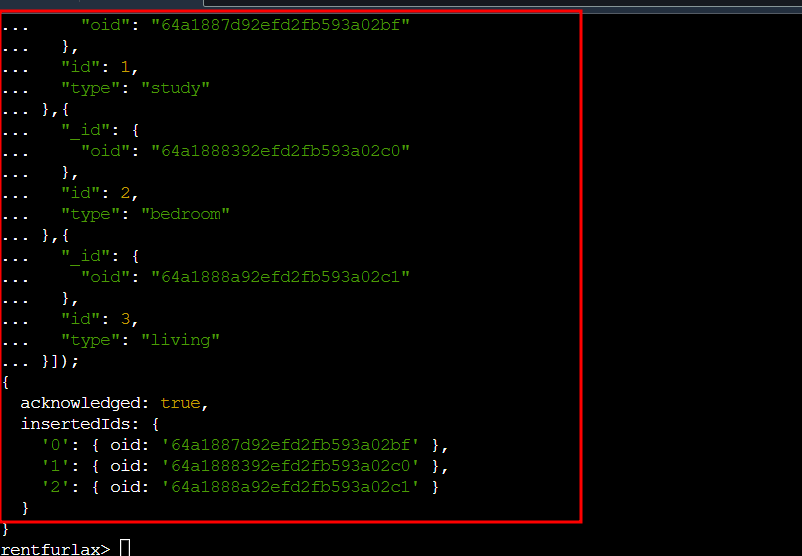 ...     "oid": "64a1887d92efd2fb593a02bf"
...   },
...   "id": 1,
...   "type": "study"
... },{
...   "_id": {
...     "oid": "64a1888392efd2fb593a02c0"
...   },
...   "id": 2,
...   "type": "bedroom"
... },{
...   "_id": {
...     "oid": "64a1888a92efd2fb593a02c1"
...   },
...   "id": 3,
...   "type": "living"
... }]);
{
  acknowledged: true,
  insertedIds: {
    '0': { oid: '64a1887d92efd2fb593a02bf' },
    '1': { oid: '64a1888392efd2fb593a02c0' },
    '2': { oid: '64a1888a92efd2fb593a02c1' }
  }
}
rentfurlax>